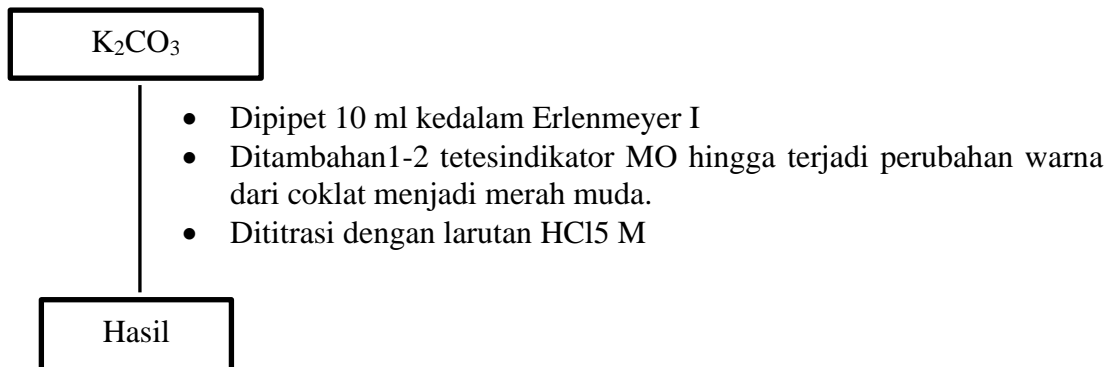 K₂CO₃
• Dipipet 10 ml kedalam Erlenmeyer I
• Ditambahan1-2 tetesindikator MO hingga terjadi perubahan warna
dari coklat menjadi merah muda.
• Dititrasi dengan larutan HCl5 M
Hasil